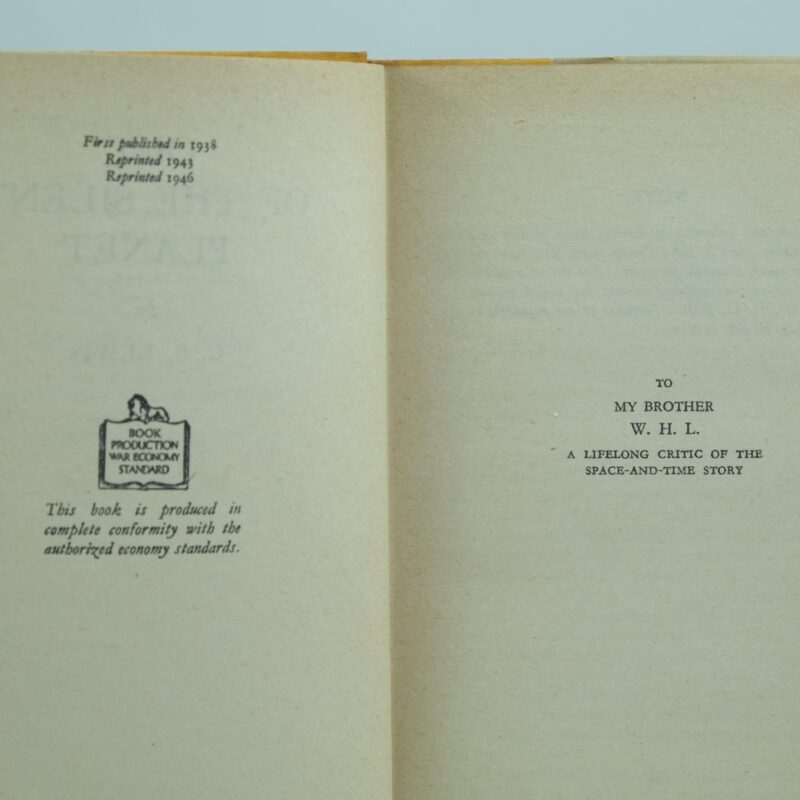 First published in 1938
Reprinted 1943
Reprinted 1946
BOOK
PRODUCTION
WAR ECONOMY
STANDARD
This book is produced in
complete conformity with the
authorized economy standards.
TO
MY BROTHER
W. H. L.
A LIFELONG CRITIC OF THE
SPACE-AND-TIME STORY